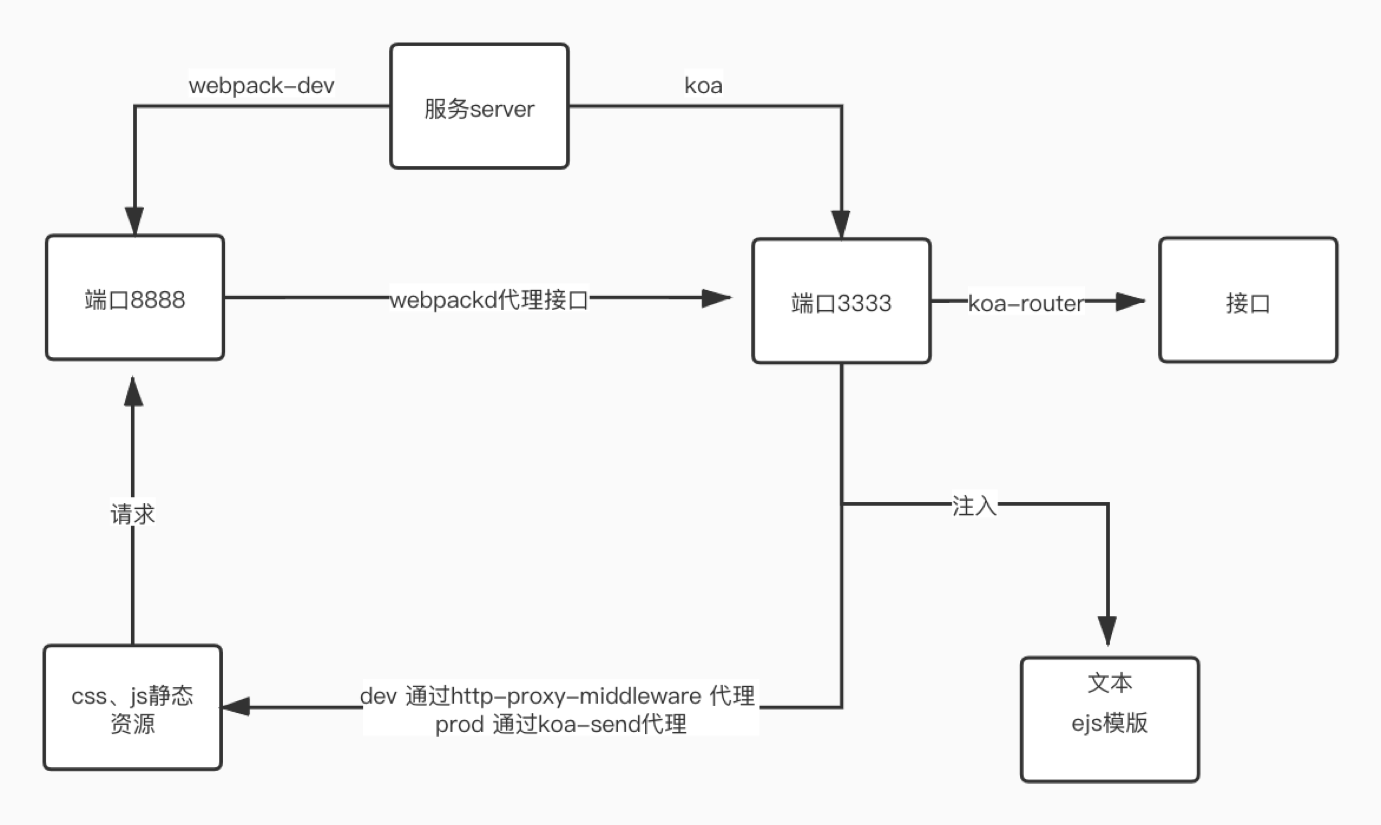 webpack-dev
koa
服务server
端口8888
webpackd代理接口
端口3333
koa-router
接口
请求
注入
css、js静态
资源
dev 通过http-proxy-middleware 代理
prod 通过koa-send代理
文本
ejs模版